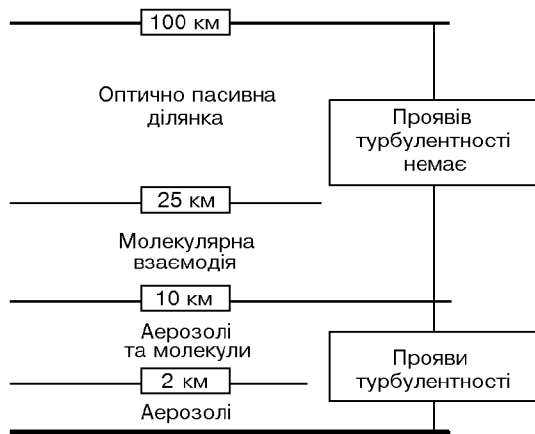 100 км
Оптично пасивна
ділянка
Проявів
турбулентності
немає
25 км
Молекулярна
взаємодія
10 км
Аерозолі
та молекули
Прояви
турбулентності
2 км
Аерозолі